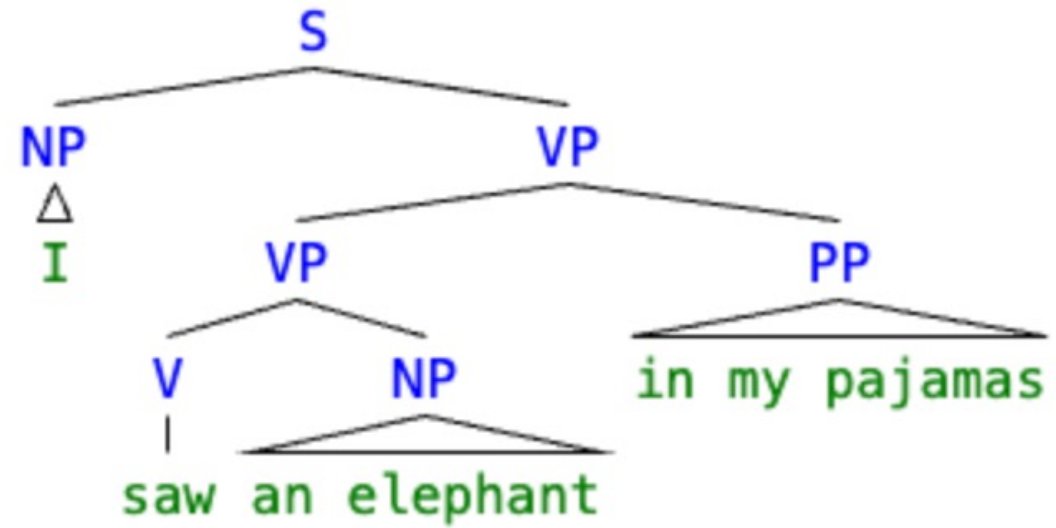 S
NP VP
I VP PP
V NP in my pajamas
saw an elephant